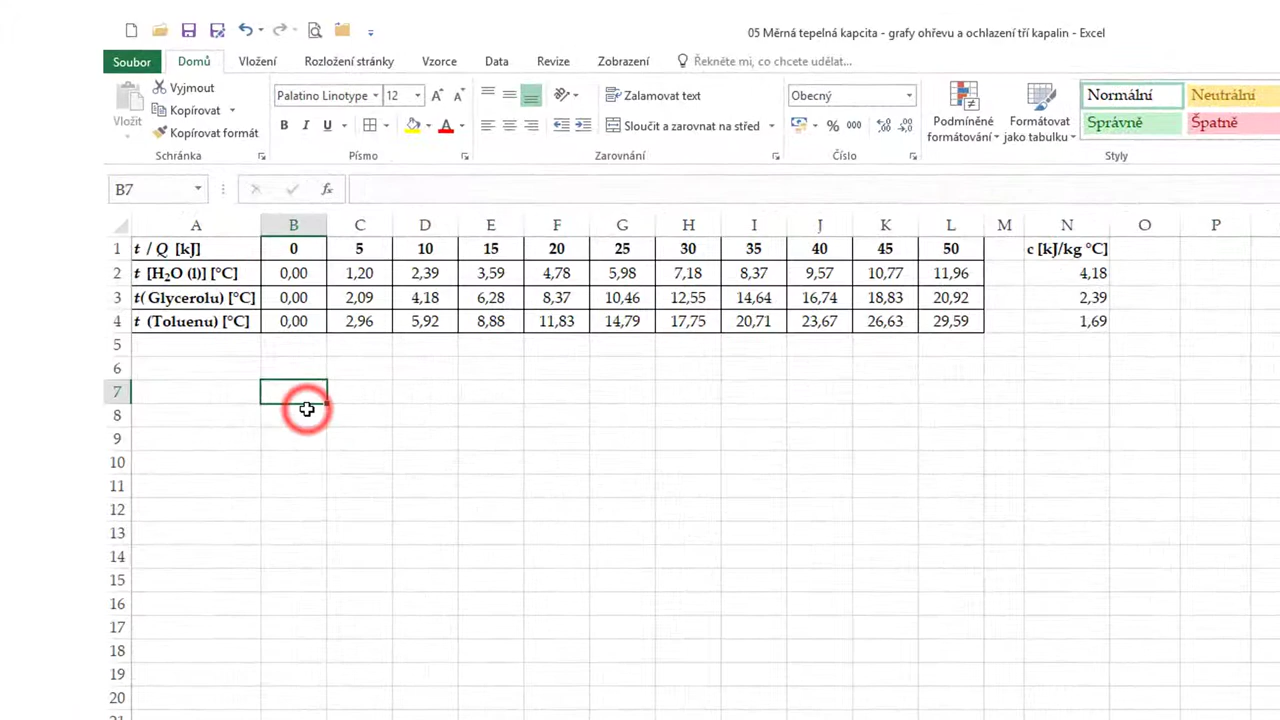 05 Měrná tepelná kapcita - grafy ohřevu a ochlazení tří kapalin - Excel
Soubor Domů Vložení Rozložení stránky Vzorce Data Revize Zobrazení Řekněte mi, co chcete udělat...
Vložit
Vyjmout
Kopírovat
Kopírovat formát
Schránka
Palatino Linotype 12
B I U
Písmo
Zalamovat text
Sloučit a zarovnat na střed
Zarovnání
Obecný
% 000
Číslo
Podmíněné formátování
Formátovat jako tabulku
Normální Neutrální
Správně Špatně
Styly
B7 fx
A B C D E F G H I J K L M N O P
1 t / Q [kJ] 0 5 10 15 20 25 30 35 40 45 50 c [kJ/kg °C]
2 t [H₂O (l)] [°C] 0,00 1,20 2,39 3,59 4,78 5,98 7,18 8,37 9,57 10,77 11,96 4,18
3 t( Glycerolu) [°C] 0,00 2,09 4,18 6,28 8,37 10,46 12,55 14,64 16,74 18,83 20,92 2,39
4 t (Toluenu) [°C] 0,00 2,96 5,92 8,88 11,83 14,79 17,75 20,71 23,67 26,63 29,59 1,69
5
6
7
8
9
10
11
12
13
14
15
16
17
18
19
20